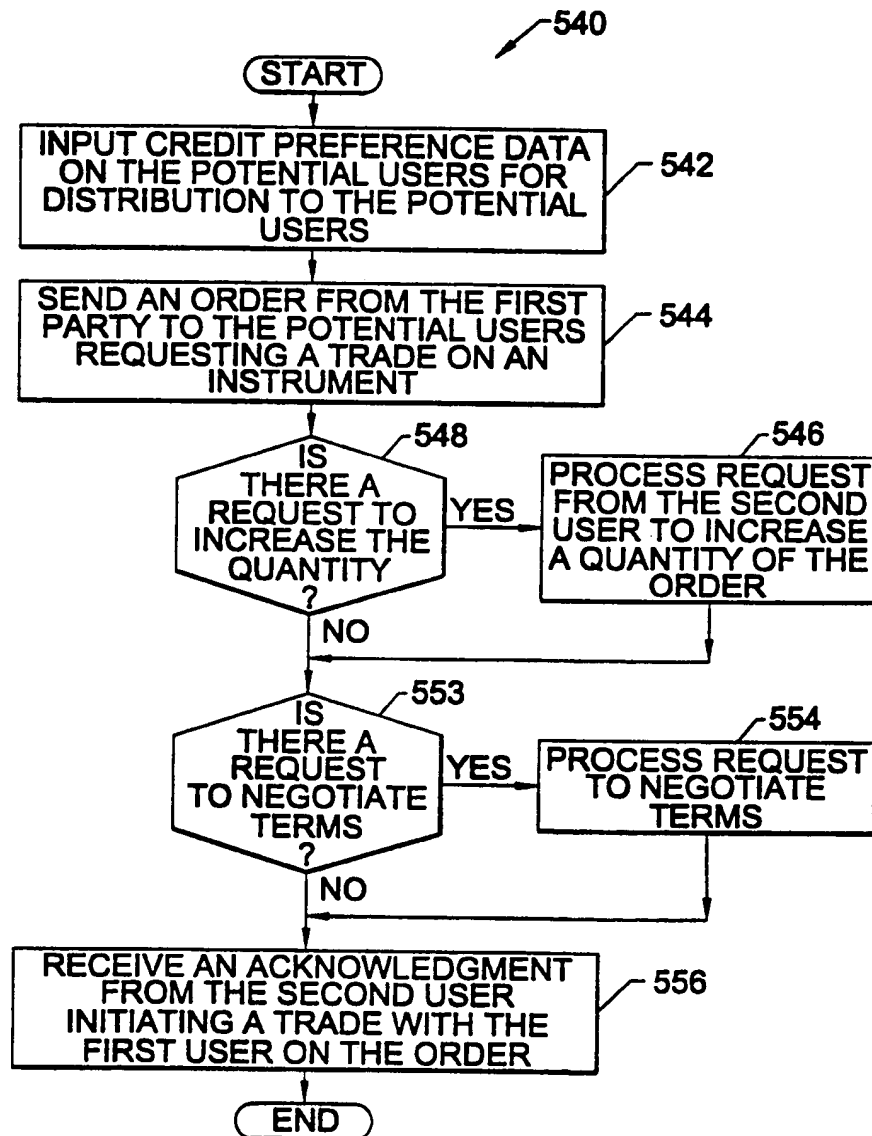 540
START
INPUT CREDIT PREFERENCE DATA
ON THE POTENTIAL USERS FOR
DISTRIBUTION TO THE POTENTIAL
USERS
542
SEND AN ORDER FROM THE FIRST
PARTY TO THE POTENTIAL USERS
REQUESTING A TRADE ON AN
INSTRUMENT
544
548
IS
THERE A
REQUEST TO
INCREASE THE
QUANTITY
?
YES
546
PROCESS REQUEST
FROM THE SECOND
USER TO INCREASE
A QUANTITY OF THE
ORDER
NO
553
IS
THERE A
REQUEST
TO NEGOTIATE
TERMS
?
YES
554
PROCESS REQUEST
TO NEGOTIATE
TERMS
NO
RECEIVE AN ACKNOWLEDGMENT
FROM THE SECOND USER
INITIATING A TRADE WITH THE
FIRST USER ON THE ORDER
556
END